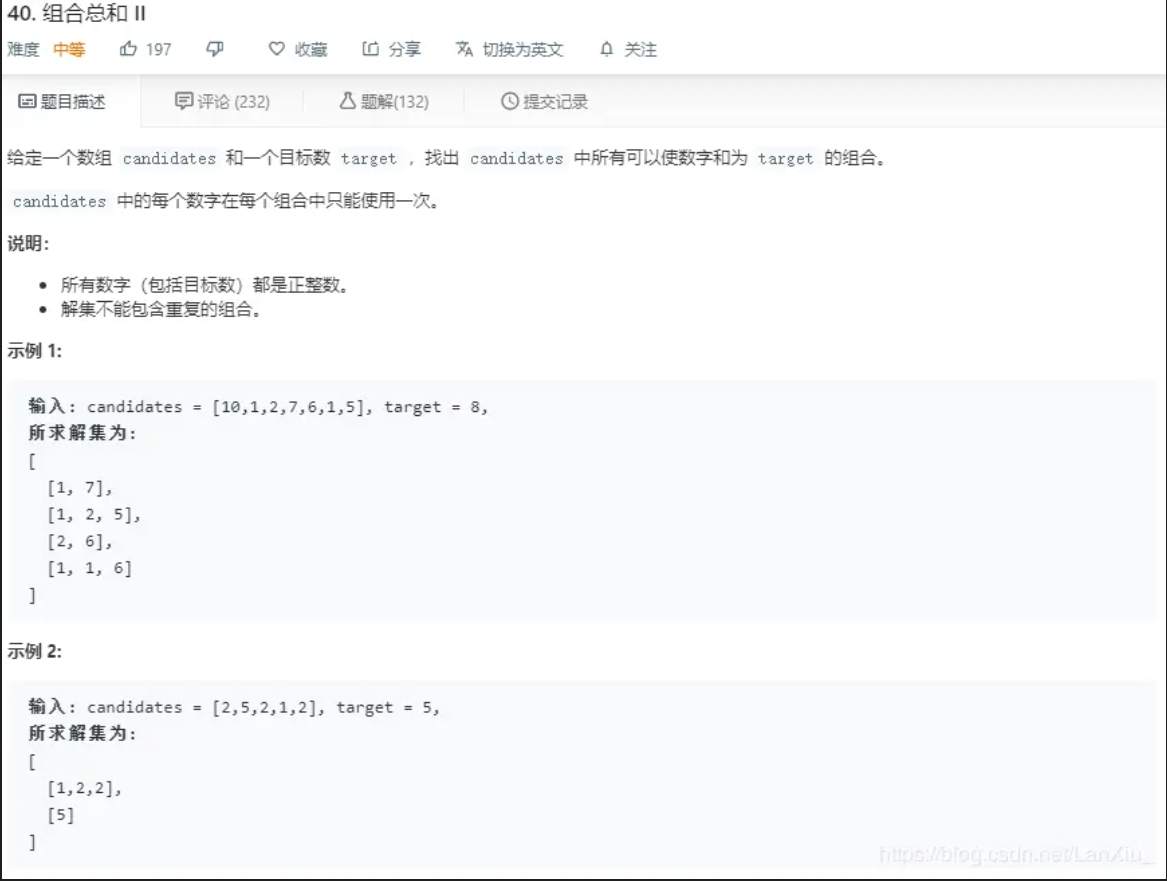 40. 组合总和 II
难度 中等 197 收藏 分享 切换为英文 关注
题目描述 评论 (232) 题解(132) 提交记录
给定一个数组 candidates 和一个目标数 target ，找出 candidates 中所有可以使数字和为 target 的组合。
candidates 中的每个数字在每个组合中只能使用一次。
说明：
• 所有数字（包括目标数）都是正整数。
• 解集不能包含重复的组合。
示例 1:
输入: candidates = [10,1,2,7,6,1,5], target = 8,
所求解集为:
[
[1, 7],
[1, 2, 5],
[2, 6],
[1, 1, 6]
]
示例 2:
输入: candidates = [2,5,2,1,2], target = 5,
所求解集为:
[
[1,2,2],
[5]
]
https://blog.csdn.net/LanXiu_